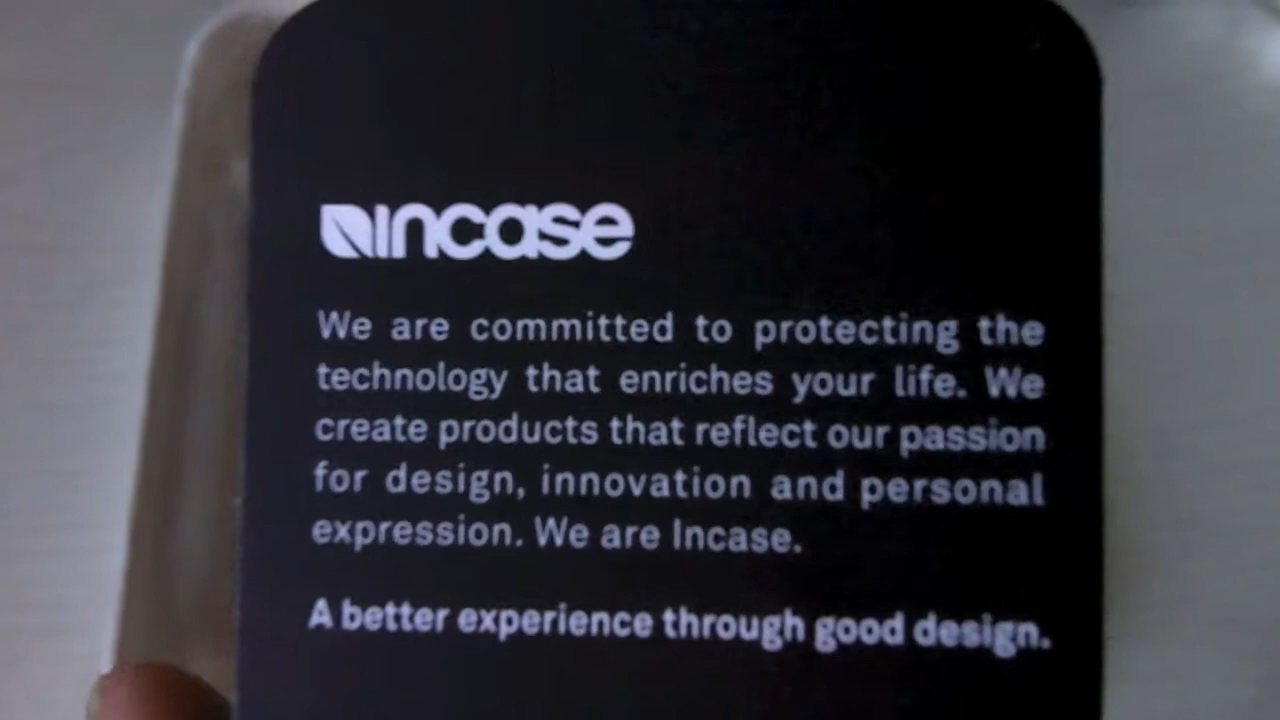 incase
We are committed to protecting the
technology that enriches your life. We
create products that reflect our passion
for design, innovation and personal
expression. We are Incase.
A better experience through good design.